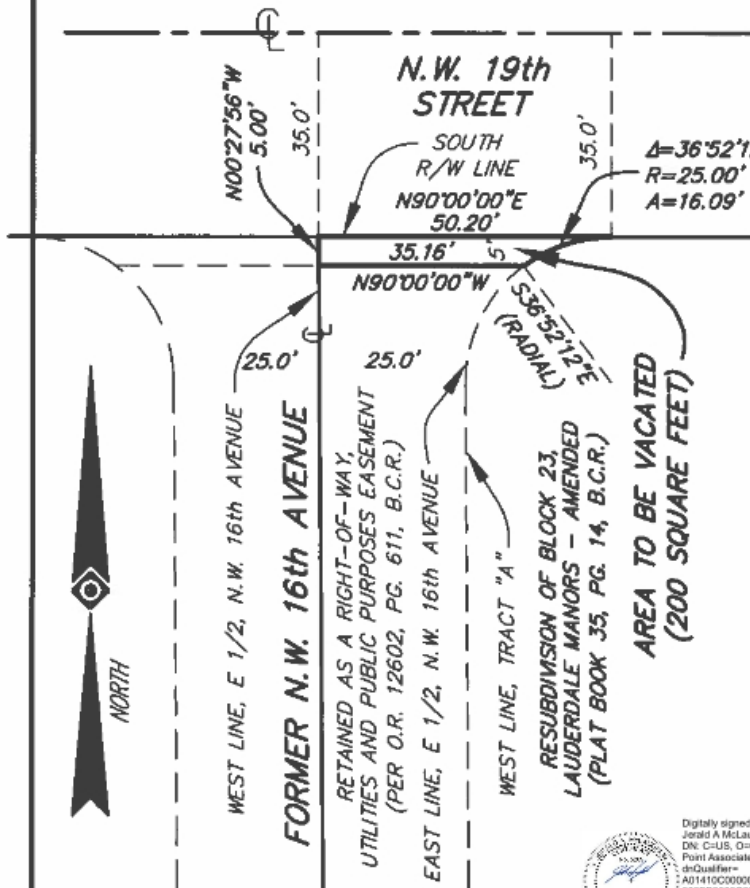 ℄
N.W. 19th
STREET
N00°27'56"W
5.00'
35.0'
35.0'
SOUTH
R/W LINE
Δ=36°52'1
R=25.00'
A=16.09'
N90°00'00"E
50.20'
35.16'
5'
N90°00'00"W
S36°52'12"E
(RADIAL)
℄
25.0'
25.0'
AREA TO BE VACATED
(200 SQUARE FEET)
WEST LINE, E 1/2, N.W. 16th AVENUE
FORMER N.W. 16th AVENUE
RETAINED AS A RIGHT-OF-WAY,
UTILITIES AND PUBLIC PURPOSES EASEMENT
(PER O.R. 12602, PG. 611, B.C.R.)
EAST LINE, E 1/2, N.W. 16th AVENUE
WEST LINE, TRACT "A"
RESUBDIVISION OF BLOCK 23,
LAUDERDALE MANORS - AMENDED
(PLAT BOOK 35, PG. 14, B.C.R.)
NORTH
Digitally signed
Jerald A McLau
DN: C=US, O=
Point Associate
dnQualifier=
A01410C00000